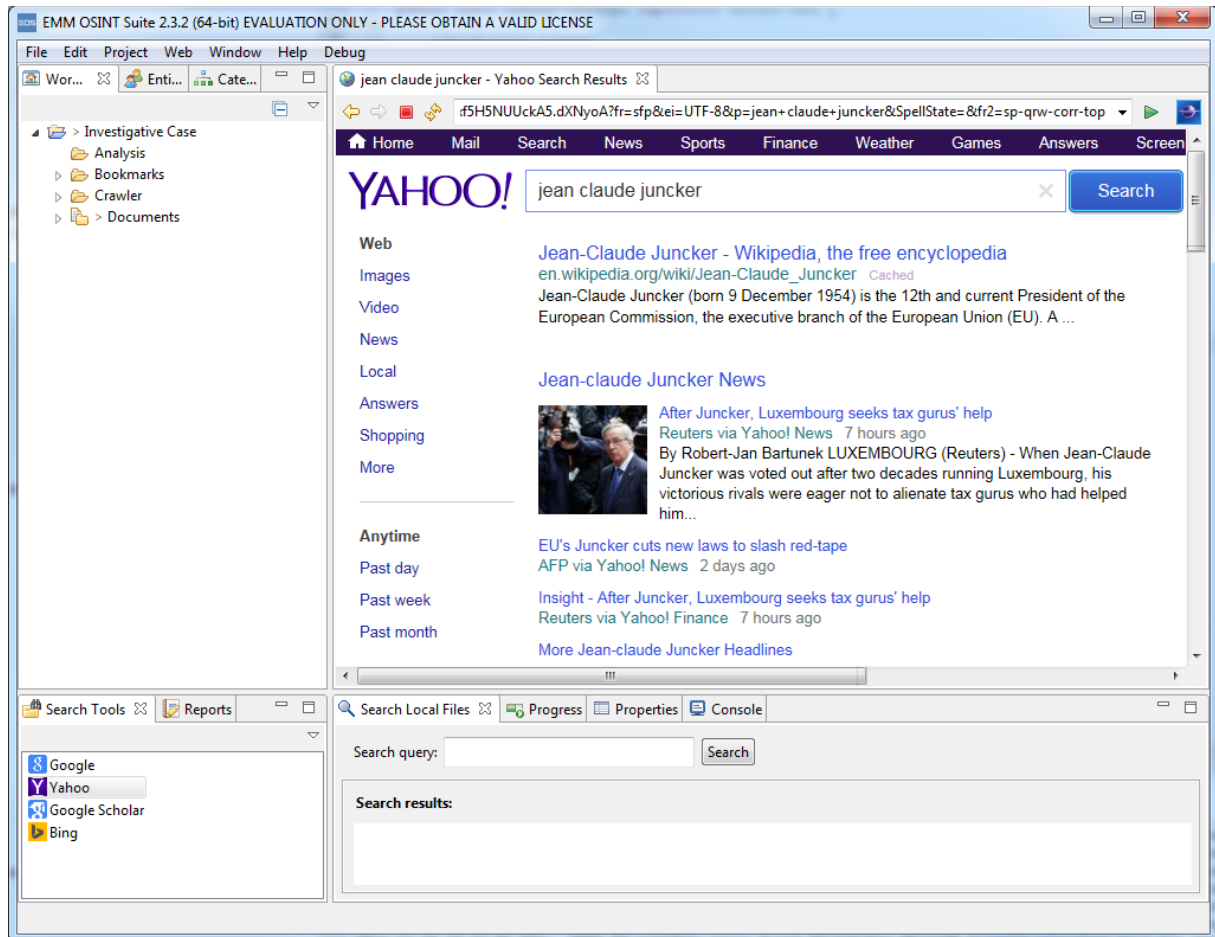 EMM OSINT Suite 2.3.2 (64-bit) EVALUATION ONLY - PLEASE OBTAIN A VALID LICENSE
File Edit Project Web Window Help Debug
Wor... Enti... Cate...
> Investigative Case
Analysis
Bookmarks
Crawler
> Documents
jean claude juncker - Yahoo Search Results
:f5H5NUUckA5.dXNyoA?fr=sfp&ei=UTF-8&p=jean+claude+juncker&SpellState=&fr2=sp-qrw-corr-top
Home Mail Search News Sports Finance Weather Games Answers Screen
YAHOO! jean claude juncker Search
Web
Images
Video
News
Local
Answers
Shopping
More
Anytime
Past day
Past week
Past month
Jean-Claude Juncker - Wikipedia, the free encyclopedia
en.wikipedia.org/wiki/Jean-Claude_Juncker Cached
Jean-Claude Juncker (born 9 December 1954) is the 12th and current President of the
European Commission, the executive branch of the European Union (EU). A ...
Jean-claude Juncker News
After Juncker, Luxembourg seeks tax gurus' help
Reuters via Yahoo! News 7 hours ago
By Robert-Jan Bartunek LUXEMBOURG (Reuters) - When Jean-Claude
Juncker was voted out after two decades running Luxembourg, his
victorious rivals were eager not to alienate tax gurus who had helped
him...
EU's Juncker cuts new laws to slash red-tape
AFP via Yahoo! News 2 days ago
Insight - After Juncker, Luxembourg seeks tax gurus' help
Reuters via Yahoo! Finance 7 hours ago
More Jean-claude Juncker Headlines
Search Tools Reports
Google
Yahoo
Google Scholar
Bing
Search Local Files Progress Properties Console
Search query: Search
Search results: